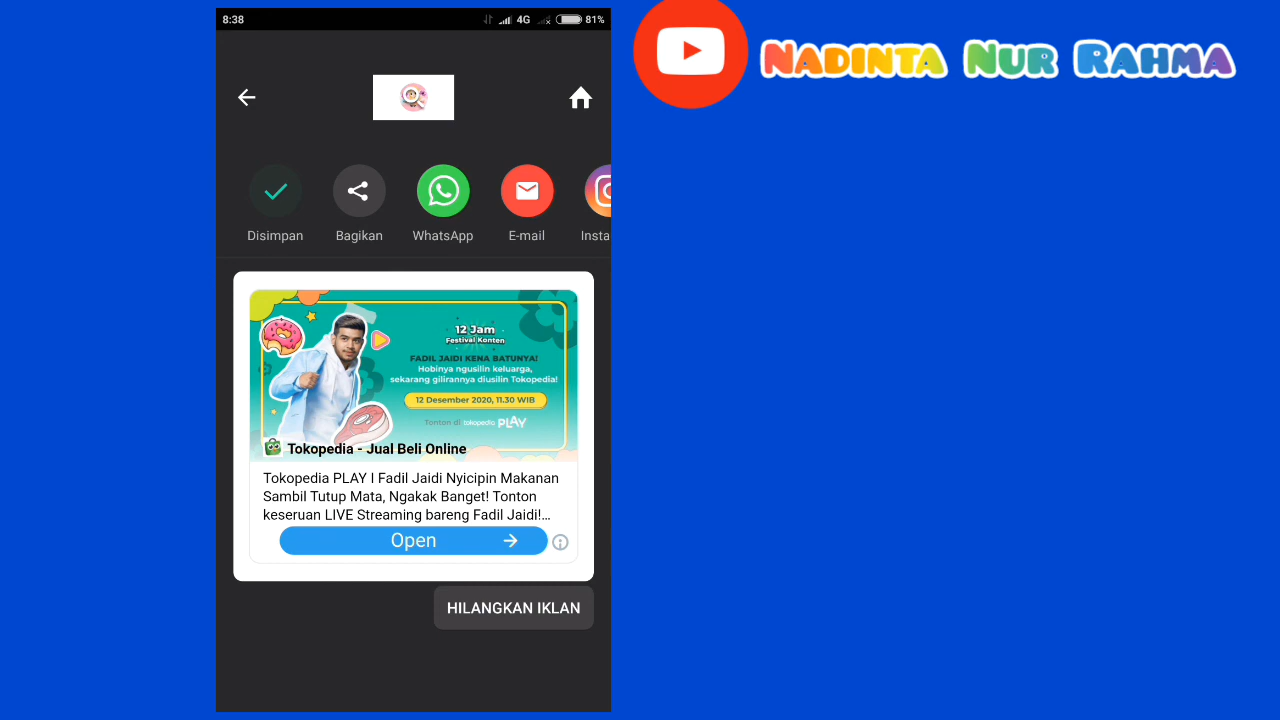 8:38
4G
81%
Nadinta Nur Rahma
Disimpan
Bagikan
WhatsApp
E-mail
Insta
12 Jam
Festival Konten
FADIL JAIDI KENA BATUNYA!
Hobinya ngusilin keluarga,
sekarang gilirannya diusilin Tokopedia!
12 Desember 2020, 11.30 WIB
Tonton di tokopedia PLAY
Tokopedia - Jual Beli Online
Tokopedia PLAY I Fadil Jaidi Nyicipin Makanan
Sambil Tutup Mata, Ngakak Banget! Tonton
keseruan LIVE Streaming bareng Fadil Jaidi!…
Open
HILANGKAN IKLAN